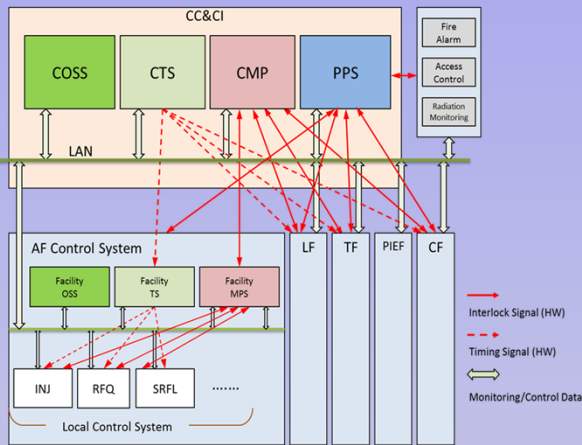 CC&CI
COSS
CTS
CMP
PPS
Fire
Alarm
Access
Control
Radiation
Monitoring
LAN
AF Control System
LF
TF
PIEF
CF
Facility
OSS
Facility
TS
Facility
MPS
INJ
RFQ
SRFL
.......
Local Control System
Interlock Signal (HW)
Timing Signal (HW)
Monitoring/Control Data